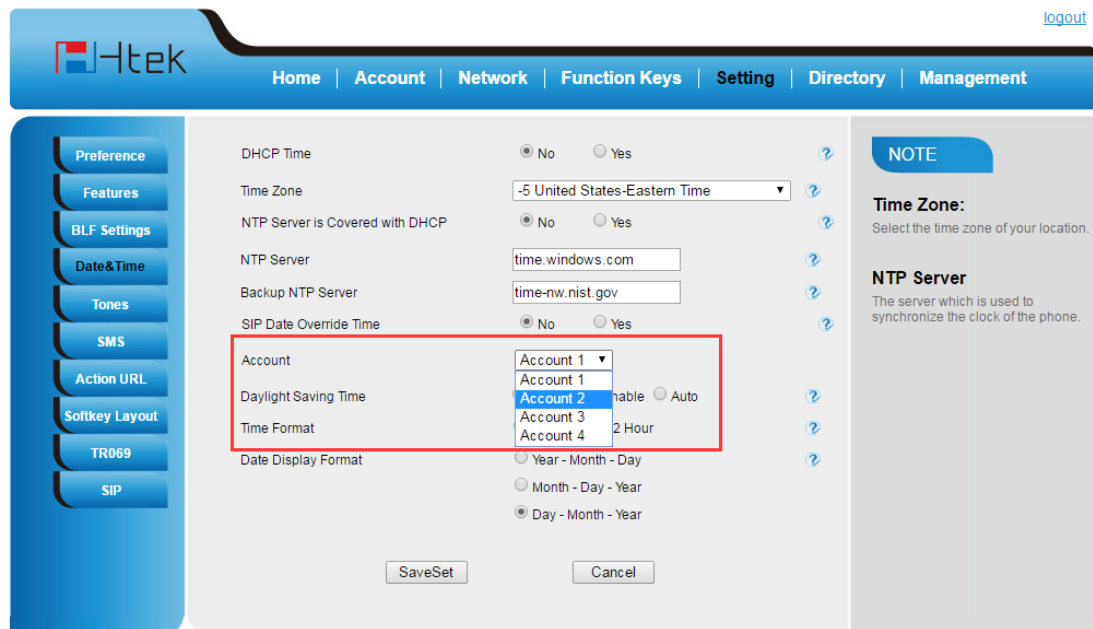 logout
Htek
Home Account Network Function Keys Setting Directory Management
Preference
Features
BLF Settings
Date&Time
Tones
SMS
Action URL
Softkey Layout
TR069
SIP
DHCP Time No Yes
Time Zone -5 United States-Eastern Time
NTP Server is Covered with DHCP No Yes
NTP Server time.windows.com
Backup NTP Server time-nw.nist.gov
SIP Date Override Time No Yes
Account Account 1
Account 1
Daylight Saving Time Account 2 nable Auto
Account 3
Time Format 2 Hour
Account 4
Date Display Format Year - Month - Day
Month - Day - Year
Day - Month - Year
SaveSet Cancel
NOTE
Time Zone:
Select the time zone of your location.
NTP Server
The server which is used to
synchronize the clock of the phone.